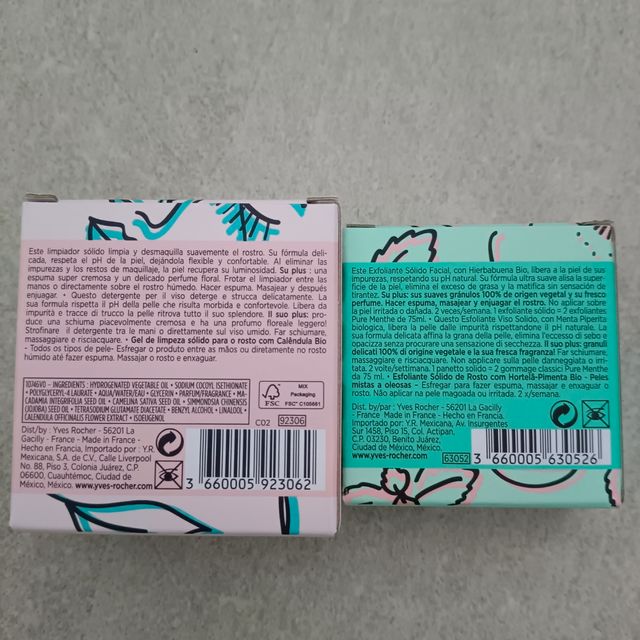 Este limpiador sólido limpia y desmaquilla suavemente el rostro. Su fórmula deli-
cada, respeta el pH de la piel, dejándola flexible y confortable. Al eliminar las
impurezas y los restos de maquillaje, la piel recupera su luminosidad. Su plus : una
espuma super cremosa y un delicado perfume floral. Frotar el limpiador entre las
manos o directamente sobre el rostro húmedo. Hacer espuma. Masajear y después
enjuagar. • Questo detergente per il viso deterge e strucca delicatamente. La
sua formula rispetta il pH della pelle che risulta morbida e confortevole. Libera da
impurità e tracce di trucco la pelle ritrova tutto il suo splendore. Il suo plus: pro-
duce una schiuma piacevolmente cremosa e ha una profumo floreale leggero!
Strofinare il detergente tra le mani o direttamente sul viso umido. Far schiumare,
massaggiare e risciacquare. • Gel de limpeza sólido para o rosto com Calêndula Bio
- Todos os tipos de pele- Esfregar o produto entre as mãos ou diretamente no rosto
húmido até fazer espuma. Massajar o rosto e enxaguar.
10746V0 - INGREDIENTS : HYDROGENATED VEGETABLE OIL • SODIUM COCOYL ISETHIONATE
• POLYGLYCERYL-4 LAURATE • AQUA/WATER/EAU • GLYCERIN • PARFUM/FRAGRANCE • MA-
CADAMIA INTEGRIFOLIA SEED OIL • CAMELINA SATIVA SEED OIL • SIMMONDSIA CHINENSIS
(JOJOBA) SEED OIL • TETRASODIUM GLUTAMATE DIACETATE • BENZYL ALCOHOL • LINALOOL •
CALENDULA OFFICINALIS FLOWER EXTRACT • ISOEUGENOL
FSC
MIX
Packaging
FSC® C105661
C02 92306
Dist/by : Yves Rocher - 56201 La
Gacilly - France - Made in France -
Hecho en Francia, Importado por : Y.R.
Mexicana, S.A. de C.V. Calle Liverpool
No. 88, Piso 3, Colonia Juárez, C.P
06600, Cuauhtémoc, Ciudad de
México, México. www.yves-rocher.com
3 660005 923062
Este Exfoliante Sólido Facial, con Hierbabuena Bio, libera a la piel de sus
impurezas, respetando su pH natural. Su fórmula ultra suave alisa la super-
ficie de la piel, elimina el exceso de grasa y la matifica sin sensación de
tirantez. Su plus: sus suaves gránulos 100% de origen vegetal y su fresco
perfume. Hacer espuma, masajear y enjuagar el rostro. No aplicar sobre
la piel irritada o dañada. 2 veces/semana. 1 exfoliante sólido = 2 exfoliantes
Pure Menthe de 75ml. • Questo Esfoliante Viso Solido, con Menta Piperita
biologica, libera la pelle dalle impurità rispettandone il pH naturale. La
sua formula delicata affina la grana della pelle, elimina l'eccesso di sebo e
opacizza senza procurare una sensazione di secchezza. Il suo plus: granuli
delicati 100% di origine vegetale e la sua fresca fragranza! Far schiumare,
massaggiare e risciacquare. Non applicare sulla pelle danneggiata o irri-
tata. 2 volte/settimana. 1 panetto solido = 2 gommage classici Pure Menthe
da 75 ml. • Esfoliante Sólido de Rosto com Hortelã-Pimenta Bio - Peles
mistas a oleosas - Esfregar para fazer espuma, massajar e enxaguar o
rosto. Não aplicar na pele magoada ou irritada. 2 x/semana.
Dist. by/par : Yves Rocher - 56201 La Gacilly
- France - Made in France - Hecho en Francia.
Importado por: Y.R. Mexicana, Av. Insurgentes
Sur 1458, Piso 15, Col. Actipan,
C.P. 03230, Benito Juárez,
Ciudad de México, México
www.yves-rocher.com
63052
3 660005 630526